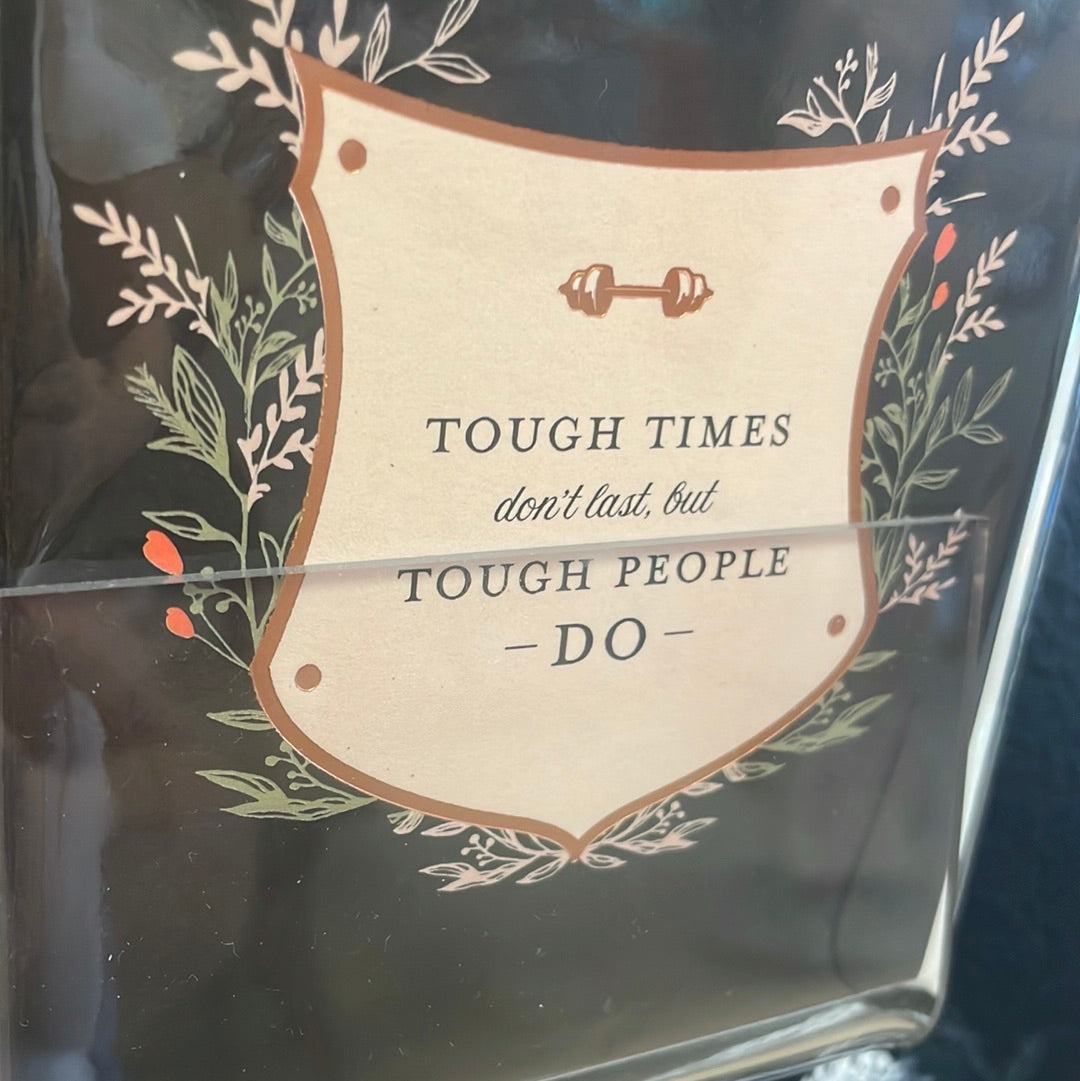 TOUGH TIMES
don't last, but
TOUGH PEOPLE
– DO –